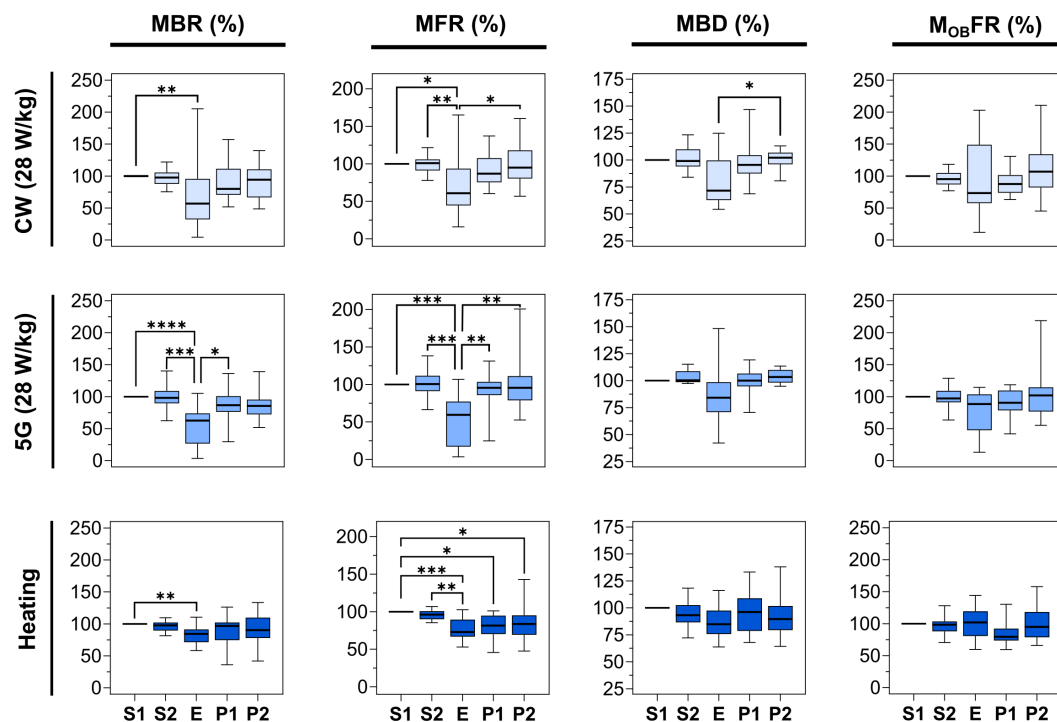 MBR (%) MFR (%) MBD (%) MOBFR (%)
CW (28 W/kg)
250 200 150 100 50 0
**
100 150 100 50 0
* ** *
175 150 125 100 75 50 25
*
250 200 150 100 50 0
5G (28 W/kg)
250 200 150 100 50 0
**** *** *
200 150 100 50 0
*** ** *** **
175 150 125 100 75 50 25
250 200 150 100 50 0
Heating
250 200 150 100 50 0
**
200 150 100 50 0
* * *** **
175 150 125 100 75 50 25
250 200 150 100 50 0
S1 S2 E P1 P2 S1 S2 E P1 P2 S1 S2 E P1 P2 S1 S2 E P1 P2